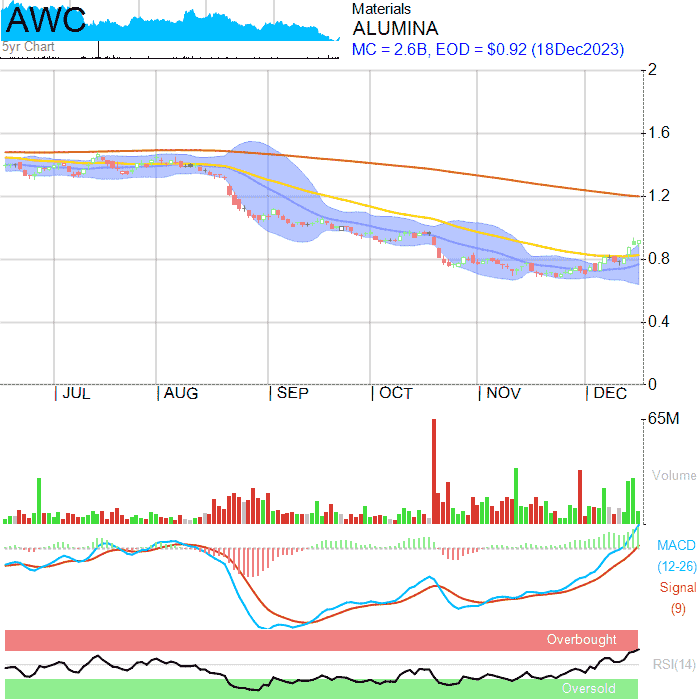 AWC
5yr Chart
Materials
ALUMINA
MC = 2.6B, EOD = $0.92 (18Dec2023)
2
1.6
1.2
0.8
0.4
0
JUL AUG SEP OCT NOV DEC
65M
Volume
MACD
(12-26)
Signal
(9)
Overbought
RSI(14)
Oversold